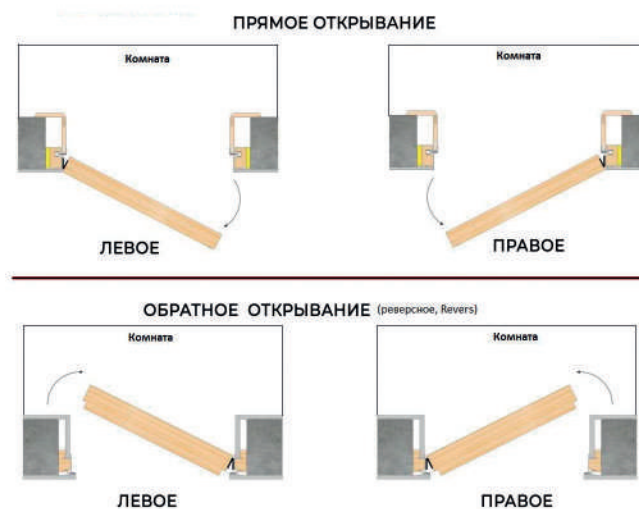 ПРЯМОЕ ОТКРЫВАНИЕ
Комната
Комната
ЛЕВОЕ
ПРАВОЕ
ОБРАТНОЕ ОТКРЫВАНИЕ (реверсное, Revers)
Комната
Комната
ЛЕВОЕ
ПРАВОЕ